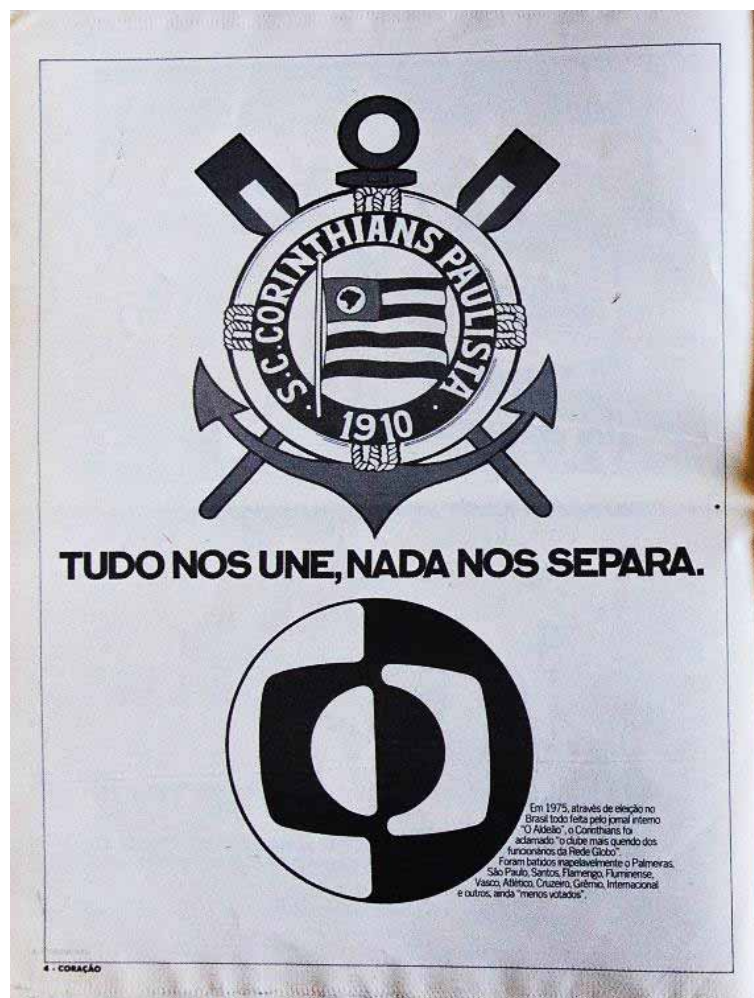 S.C. CORINTHIANS PAULISTA
1910
TUDO NOS UNE, NADA NOS SEPARA.
Em 1975, através de eleição no
Brasil todo feita pelo jornal interno
"O Aldeão", o Corinthians foi
aclamado "o clube mais querido dos
funcionários da Rede Globo".
Foram batidos inapelavelmente o Palmeiras,
São Paulo, Santos, Flamengo, Fluminense,
Vasco, Atlético, Cruzeiro, Grêmio, Internacional
e outros, ainda "menos votados".
4 - CORAÇÃO